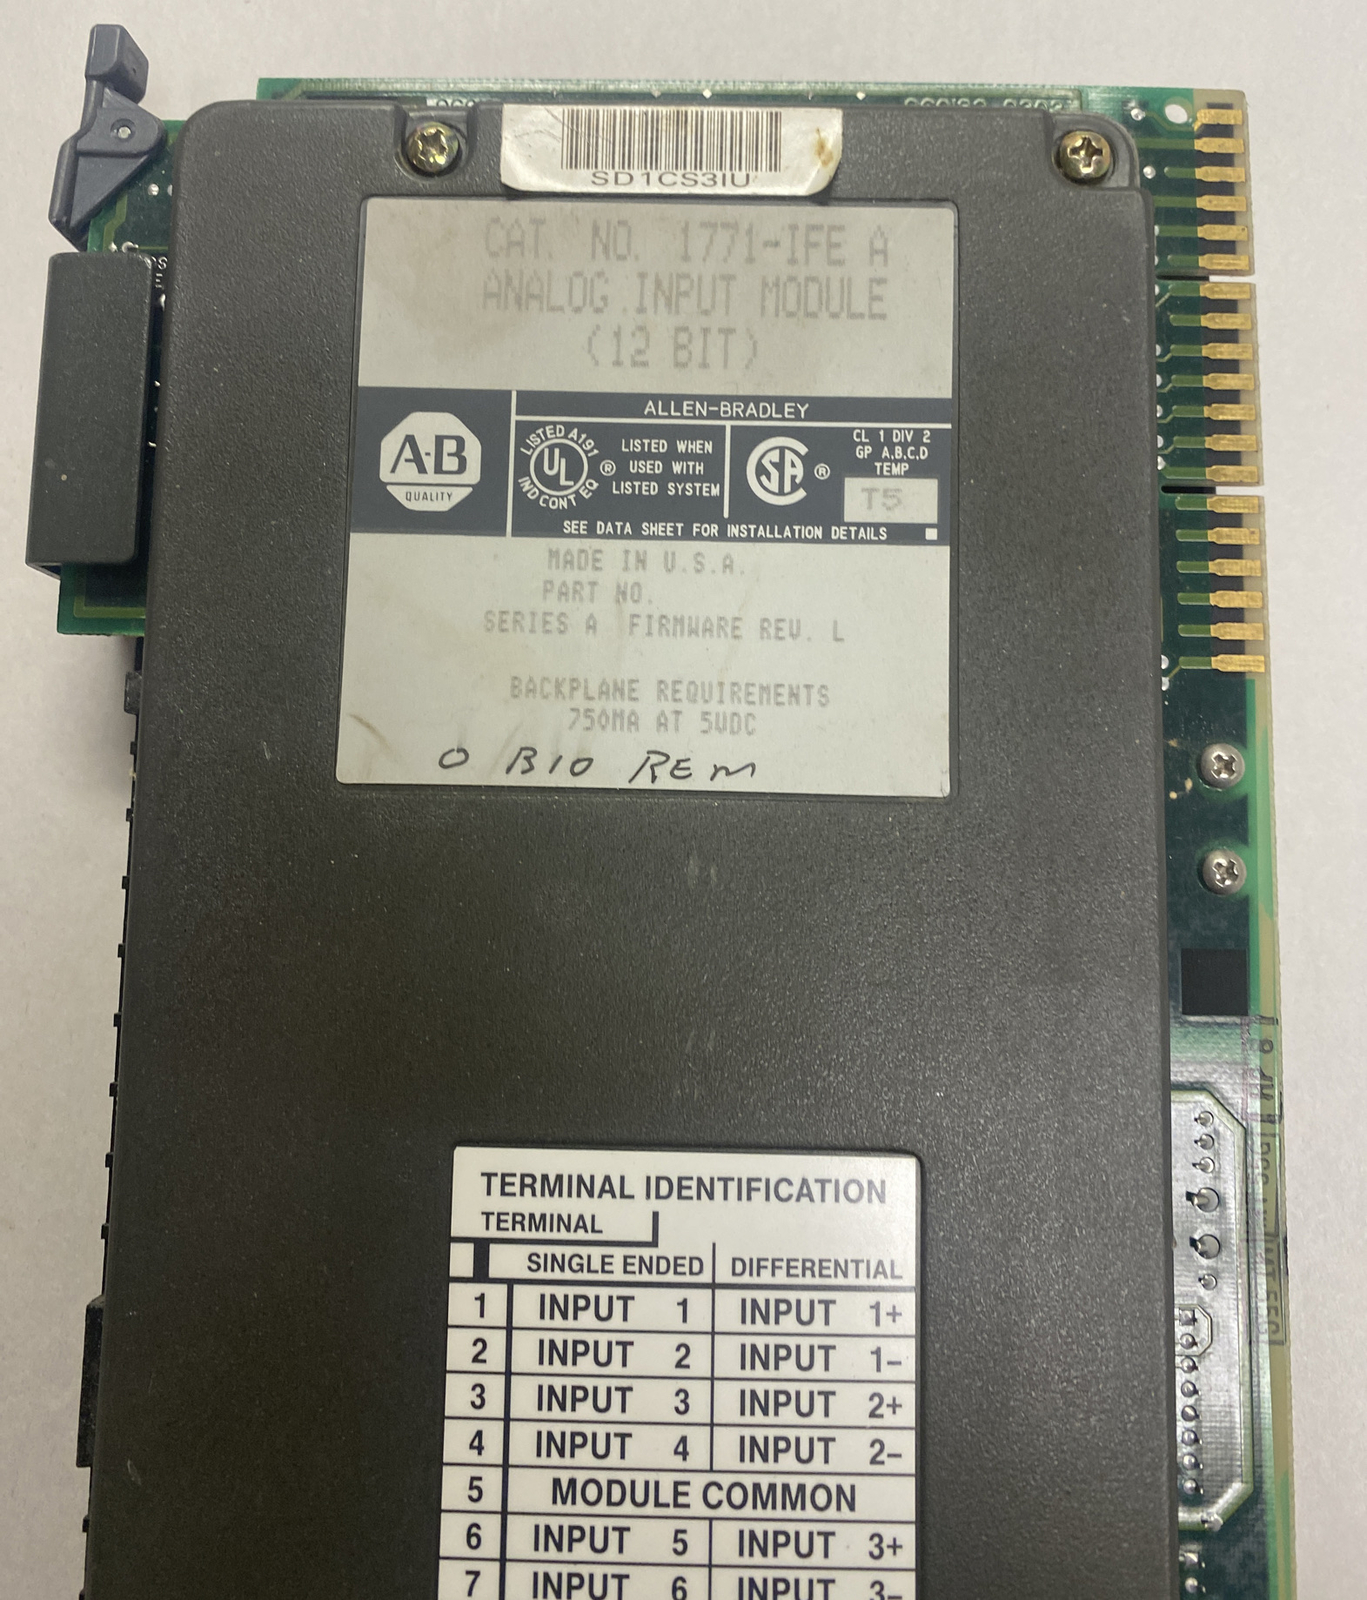 SD1CS3IU
CAT. NO. 1771-IFE A
ANALOG INPUT MODULE
(12 BIT)
ALLEN-BRADLEY
A-B
QUALITY
LISTED A191
UL ®
IND CONT EQ
LISTED WHEN
USED WITH
LISTED SYSTEM
SA ®
CL 1 DIV 2
GP A,B,C,D
TEMP
T5
SEE DATA SHEET FOR INSTALLATION DETAILS
MADE IN U.S.A.
PART NO.
SERIES A FIRMWARE REV. L
BACKPLANE REQUIREMENTS
750MA AT 5VDC
O B10 REM
TERMINAL IDENTIFICATION
TERMINAL
SINGLE ENDED DIFFERENTIAL
1 INPUT 1 INPUT 1+
2 INPUT 2 INPUT 1-
3 INPUT 3 INPUT 2+
4 INPUT 4 INPUT 2-
5 MODULE COMMON
6 INPUT 5 INPUT 3+
7 INPUT 6 INPUT 3-